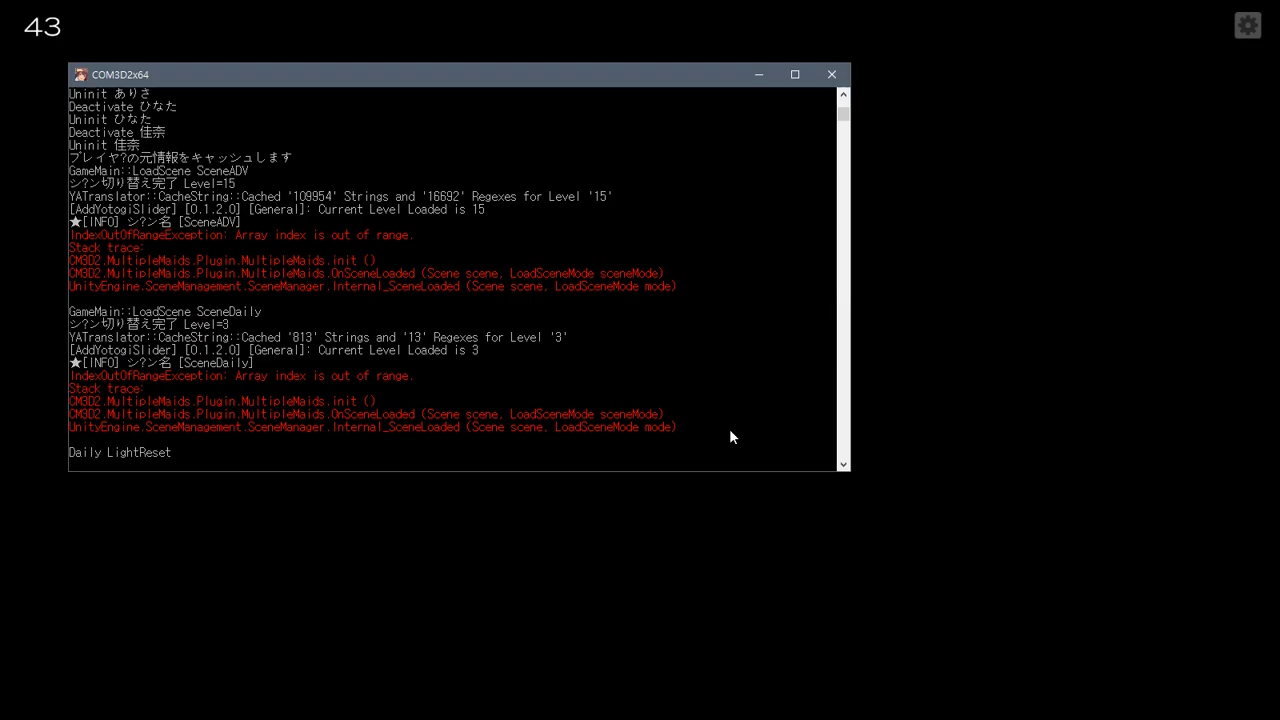 43
COM3D2x64
Uninit ありさ
Deactivate ひなた
Uninit ひなた
Deactivate 佳奈
Uninit 佳奈
プレイヤ?の元情報をキャッシュします
GameMain::LoadScene SceneADV
シ?ン切り替え完了 Level=15
YATranslator::CacheString::Cached '109954' Strings and '16692' Regexes for Level '15'
[AddYotogiSlider] [0.1.2.0] [General]: Current Level Loaded is 15
★[INFO] シ?ン名 [SceneADV]
IndexOutOfRangeException: Array index is out of range.
Stack trace:
CM3D2.MultipleMaids.Plugin.MultipleMaids.init ()
CM3D2.MultipleMaids.Plugin.MultipleMaids.OnSceneLoaded (Scene scene, LoadSceneMode sceneMode)
UnityEngine.SceneManagement.SceneManager.Internal_SceneLoaded (Scene scene, LoadSceneMode mode)
GameMain::LoadScene SceneDaily
シ?ン切り替え完了 Level=3
YATranslator::CacheString::Cached '813' Strings and '13' Regexes for Level '3'
[AddYotogiSlider] [0.1.2.0] [General]: Current Level Loaded is 3
★[INFO] シ?ン名 [SceneDaily]
IndexOutOfRangeException: Array index is out of range.
Stack trace:
CM3D2.MultipleMaids.Plugin.MultipleMaids.init ()
CM3D2.MultipleMaids.Plugin.MultipleMaids.OnSceneLoaded (Scene scene, LoadSceneMode sceneMode)
UnityEngine.SceneManagement.SceneManager.Internal_SceneLoaded (Scene scene, LoadSceneMode mode)
Daily LightReset